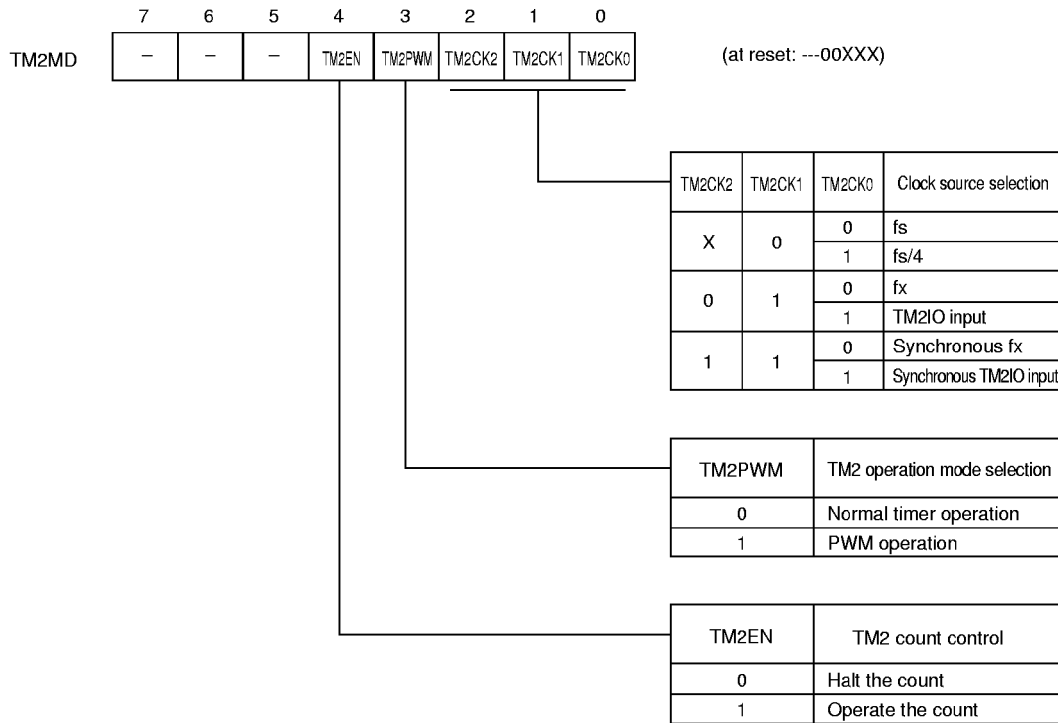 7 6 5 4 3 2 1 0
TM2MD – – – TM2EN TM2PWM TM2CK2 TM2CK1 TM2CK0 (at reset: ---00XXX)
TM2CK2 TM2CK1 TM2CK0 Clock source selection
X 0 0 fs
1 fs/4
0 1 0 fx
1 TM2IO input
1 1 0 Synchronous fx
1 Synchronous TM2IO input
TM2PWM TM2 operation mode selection
0 Normal timer operation
1 PWM operation
TM2EN TM2 count control
0 Halt the count
1 Operate the count